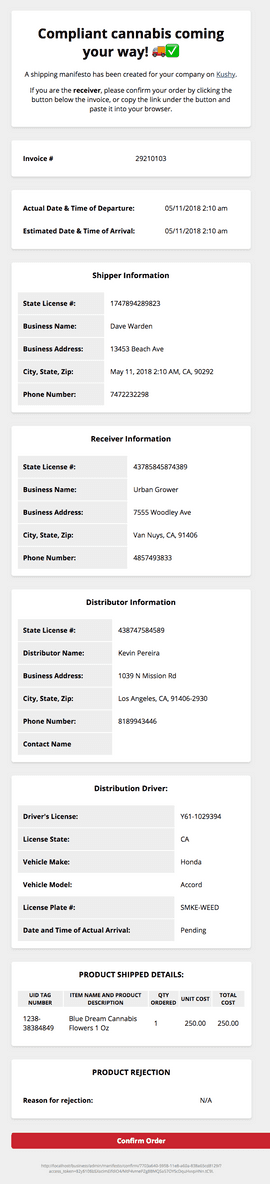 Compliant cannabis coming
your way! 🚚✅
A shipping manifesto has been created for your company on Kushy.
If you are the receiver, please confirm your order by clicking the
button below the invoice, or copy the link under the button and
paste it into your browser.
Invoice # 29210103
Actual Date & Time of Departure: 05/11/2018 2:10 am
Estimated Date & Time of Arrival: 05/11/2018 2:10 am
Shipper Information
State License #: 1747894289823
Business Name: Dave Warden
Business Address: 13453 Beach Ave
City, State, Zip: May 11, 2018 2:10 AM, CA, 90292
Phone Number: 7472232298
Receiver Information
State License #: 43785845874389
Business Name: Urban Grower
Business Address: 7555 Woodley Ave
City, State, Zip: Van Nuys, CA, 91406
Phone Number: 4857493833
Distributor Information
State License #: 438747584589
Distributor Name: Kevin Pereira
Business Address: 1039 N Mission Rd
City, State, Zip: Los Angeles, CA, 91406-2930
Phone Number: 8189943446
Contact Name
Distribution Driver:
Driver's License: Y61-1029394
License State: CA
Vehicle Make: Honda
Vehicle Model: Accord
License Plate #: SMKE-WEED
Date and Time of Actual Arrival: Pending
PRODUCT SHIPPED DETAILS:
UID TAG NUMBER ITEM NAME AND PRODUCT DESCRIPTION QTY ORDERED UNIT COST TOTAL COST
1238-38384849 Blue Dream Cannabis Flowers 1 Oz 1 250.00 250.00
PRODUCT REJECTION
Reason for rejection: N/A
Confirm Order